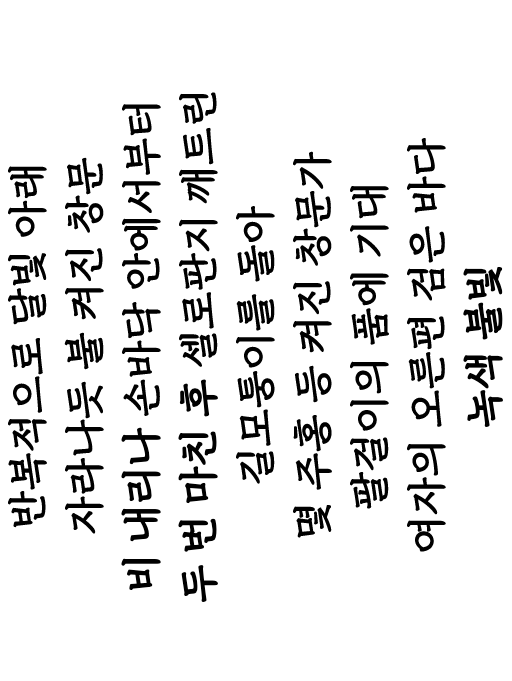 반복적으로 달빛 아래
자라나듯 불 켜진 창문
비 내리나 손바닥 안에서부터
두 번 마친 후 셀로판지 깨트린
길모퉁이를 돌아
몇 주홍 등 켜진 창문가
팔걸이의 품에 기대
여자의 오른편 검은 바다
녹색 불빛